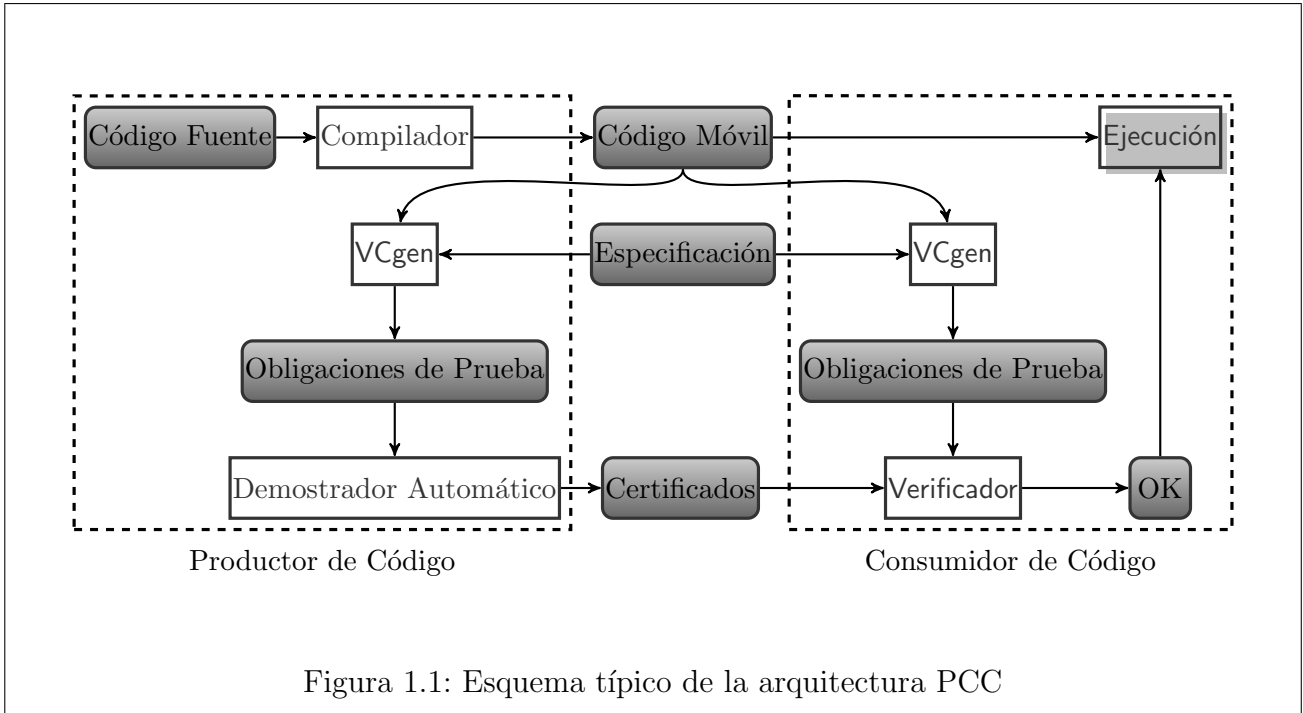 Código Fuente
Compilador
Código Móvil
Ejecución
VCgen
Especificación
VCgen
Obligaciones de Prueba
Obligaciones de Prueba
Demostrador Automático
Certificados
Verificador
OK
Productor de Código
Consumidor de Código
Figura 1.1: Esquema típico de la arquitectura PCC